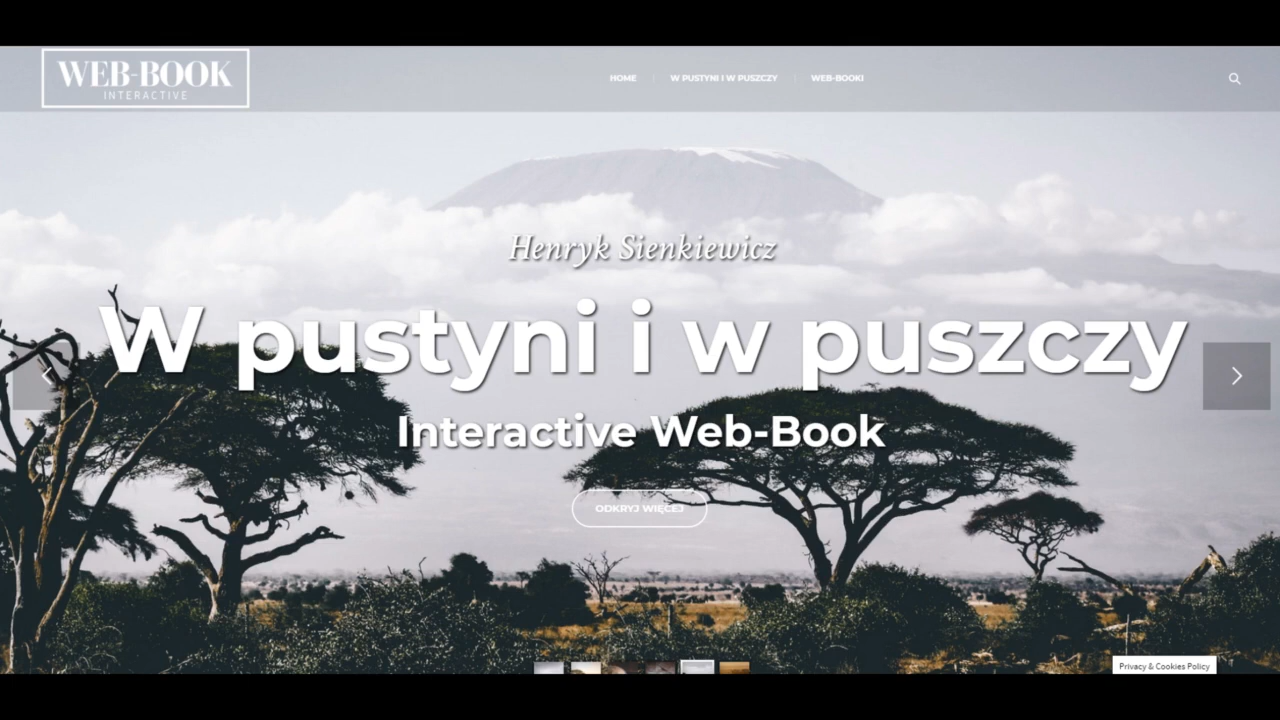 WEB-BOOK
INTERACTIVE
HOME
W PUSTYNI I W PUSZCZY
WEB-BOOKI
Henryk Sienkiewicz
W pustyni i w puszczy
Interactive Web-Book
ODKRYJ WIĘCEJ
Privacy & Cookies Policy